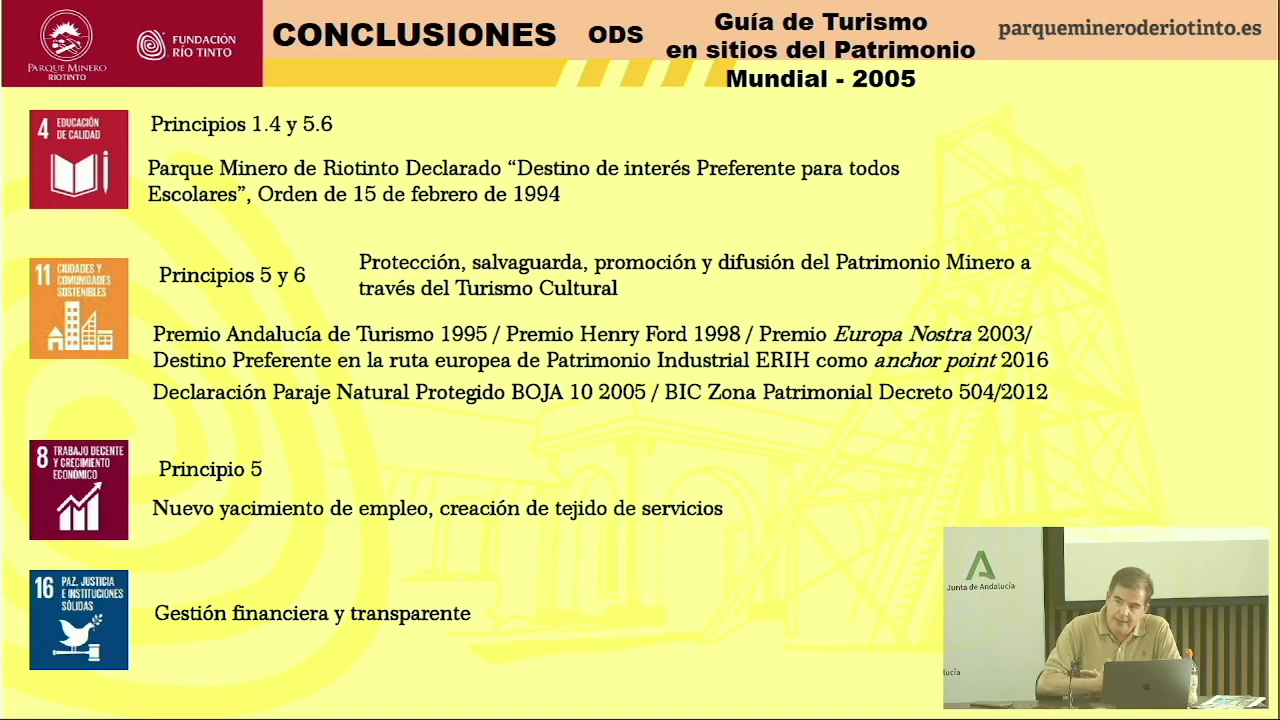 PARQUE MINERO
RIOTINTO
FUNDACIÓN
RÍO TINTO
CONCLUSIONES
ODS
Guía de Turismo
en sitios del Patrimonio
Mundial - 2005
parquemineroderiotinto.es
4 EDUCACIÓN
DE CALIDAD
Principios 1.4 y 5.6
Parque Minero de Riotinto Declarado “Destino de interés Preferente para todos
Escolares”, Orden de 15 de febrero de 1994
11 CIUDADES Y
COMUNIDADES
SOSTENIBLES
Principios 5 y 6
Protección, salvaguarda, promoción y difusión del Patrimonio Minero a
través del Turismo Cultural
Premio Andalucía de Turismo 1995 / Premio Henry Ford 1998 / Premio Europa Nostra 2003/
Destino Preferente en la ruta europea de Patrimonio Industrial ERIH como anchor point 2016
Declaración Paraje Natural Protegido BOJA 10 2005 / BIC Zona Patrimonial Decreto 504/2012
8 TRABAJO DECENTE
Y CRECIMIENTO
ECONÓMICO
Principio 5
Nuevo yacimiento de empleo, creación de tejido de servicios
16 PAZ, JUSTICIA
E INSTITUCIONES
SÓLIDAS
Gestión financiera y transparente
Junta de Andalucía
lucía